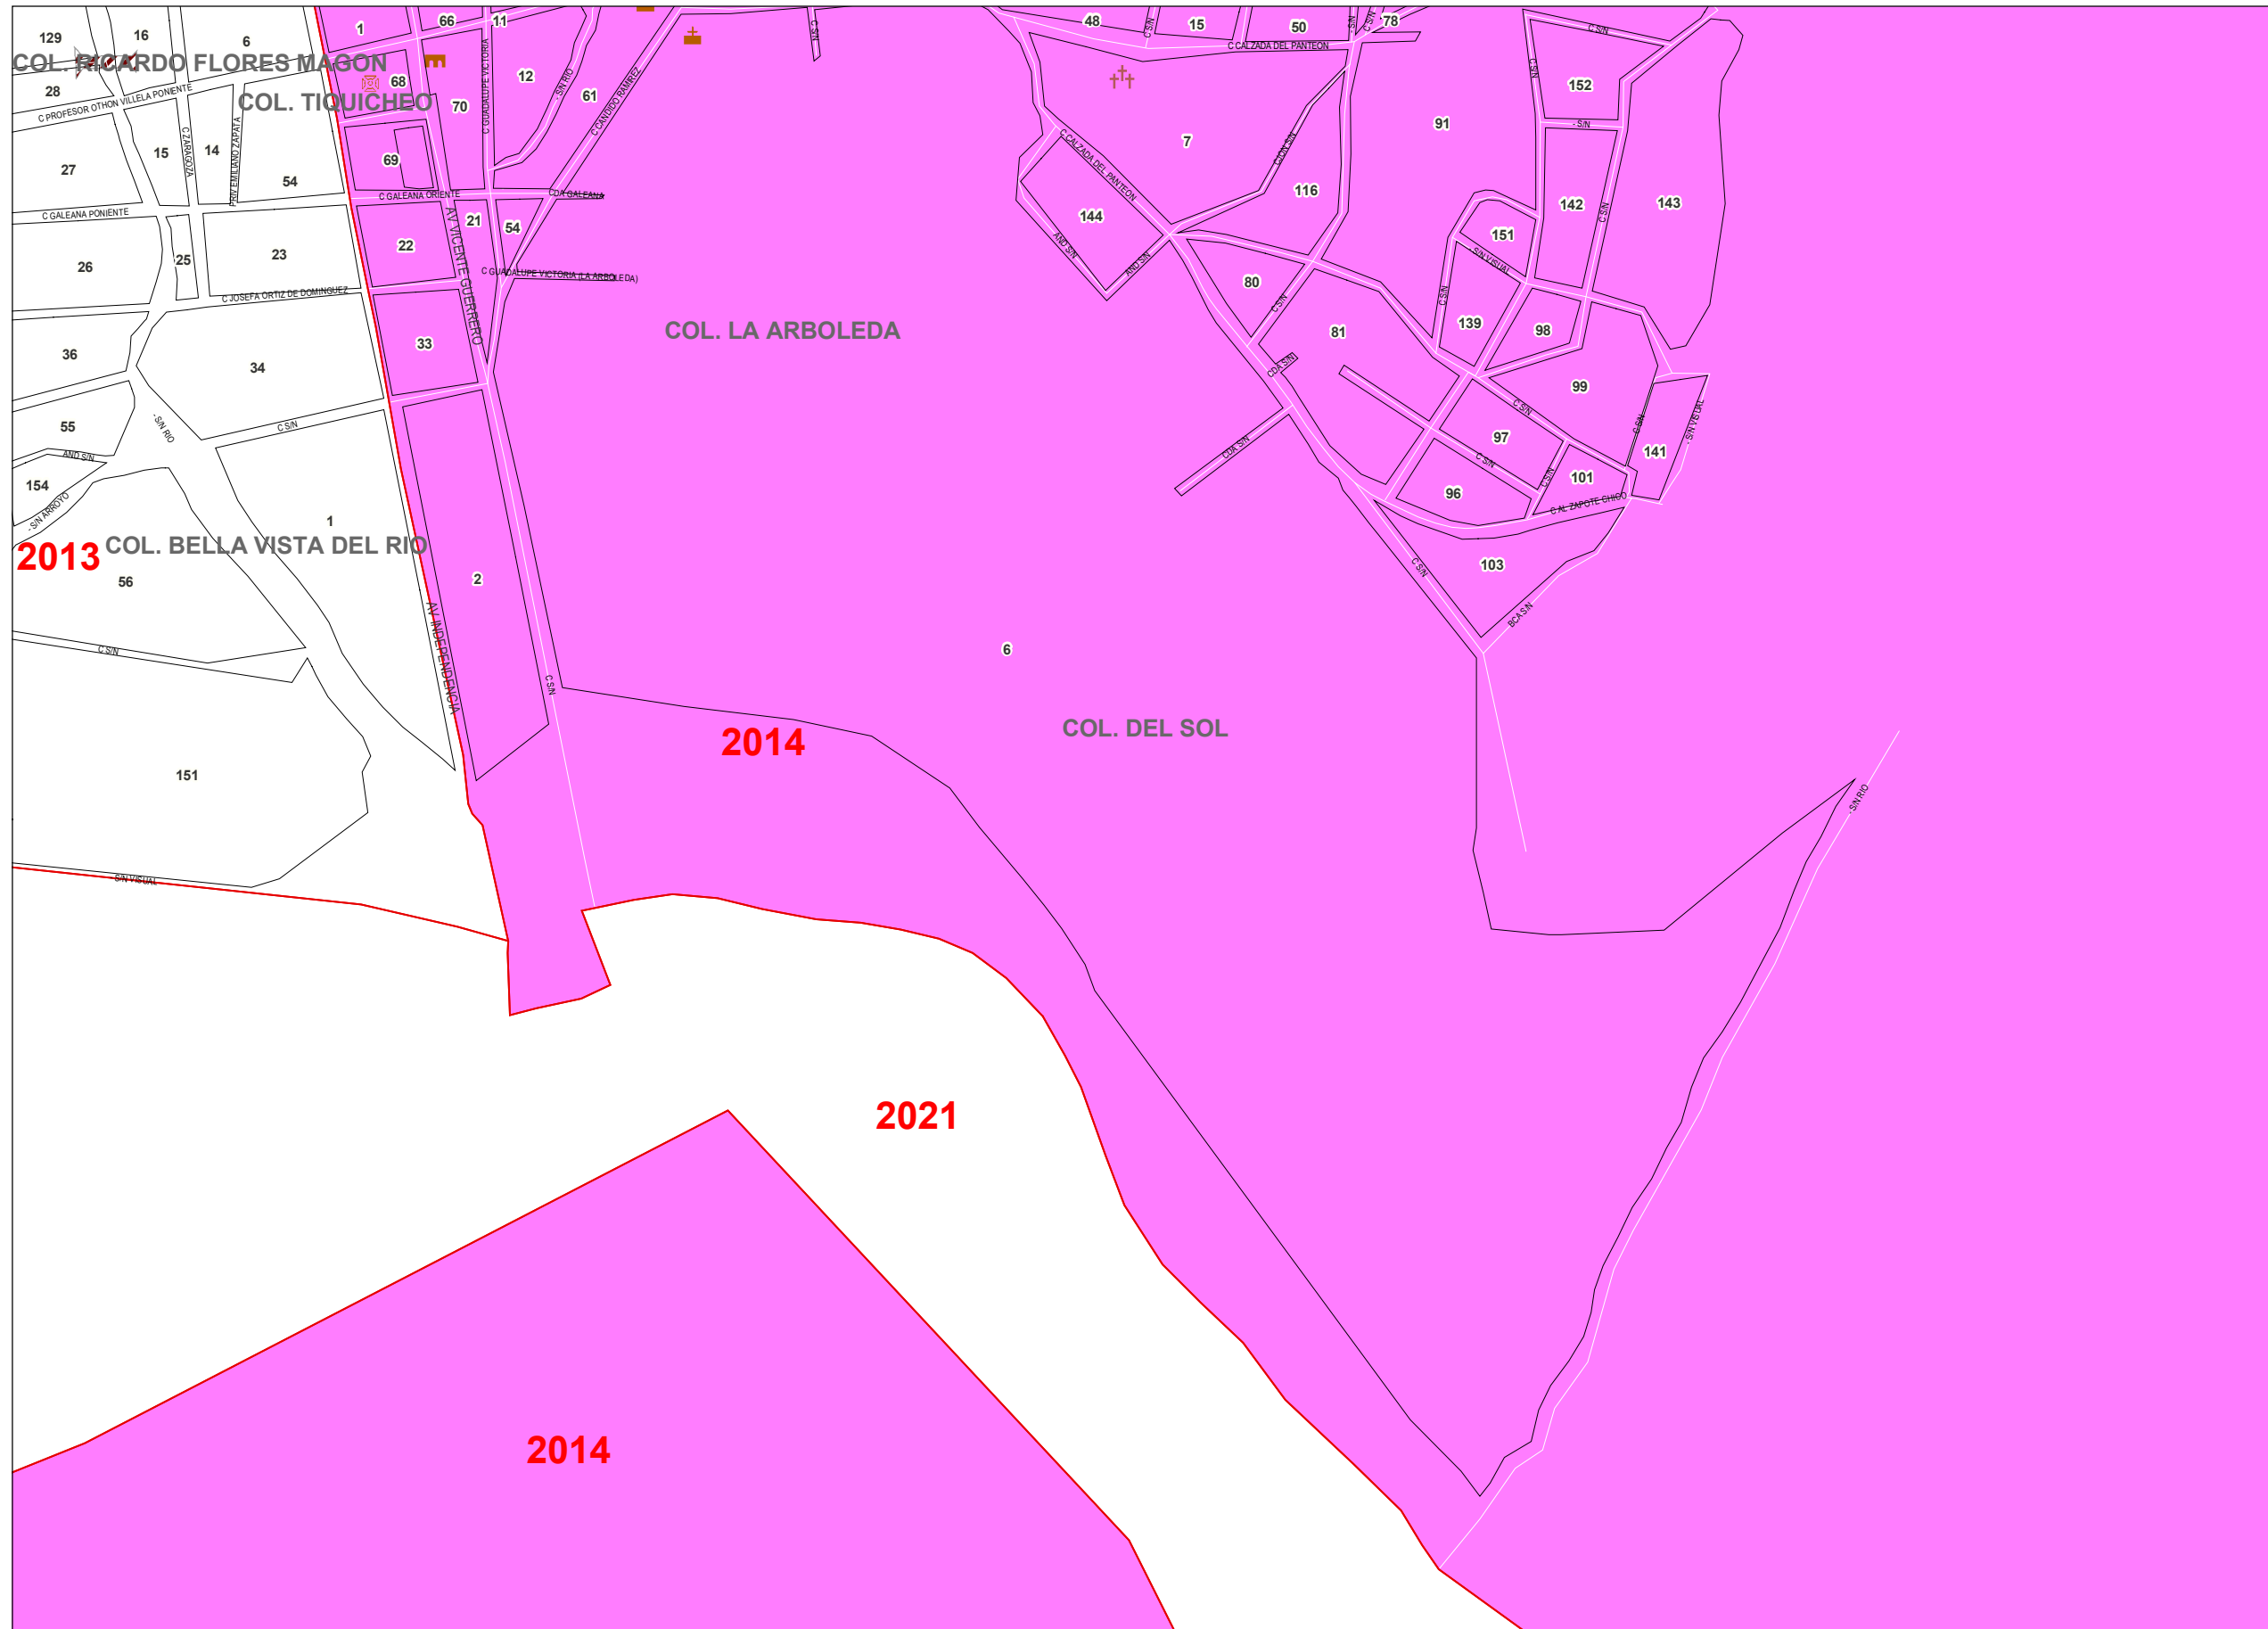 129
16
6
1
66
11
48
C S/N
15
50
- S/N
C S/N
78
C S/N
C S/N
COL. RICARDO FLORES MAGON
28
C PROFESOR OTHON VILLELA PONIENTE
COL. TIQUICHEO
68
70
12
C GUADALUPE VICTORIA
- S/N RIO
61
C CANDIDO RAMIREZ
C CALZADA DEL PANTEON
C S/N
152
- S/N
91
7
27
15
C ZARAGOZA
14
PRIV EMILIANO ZAPATA
54
69
C GALEANA PONIENTE
C GALEANA ORIENTE
CDA GALEANA
C CALZADA DEL PANTEON
CJON S/N
116
144
AND S/N
AND S/N
142
C S/N
143
151
- S/N VISUAL
26
25
23
22
21
54
AV VICENTE GUERRERO
C GUADALUPE VICTORIA (LA ARBOLEDA)
C JOSEFA ORTIZ DE DOMINGUEZ
80
C S/N
C S/N
139
98
36
34
33
COL. LA ARBOLEDA
81
CDA S/N
99
55
- S/N RIO
C S/N
AND S/N
CDA S/N
C S/N
97
C S/N
C S/N
C S/N
- S/N VISUAL
141
101
96
C AL ZAPOTE CHICO
154
- S/N ARROYO
1
2013
COL. BELLA VISTA DEL RIO
56
2
C S/N
103
BCA S/N
AV INDEPENDENCIA
C S/N
6
C S/N
COL. DEL SOL
2014
151
- S/N RIO
- S/N VISUAL
2021
2014